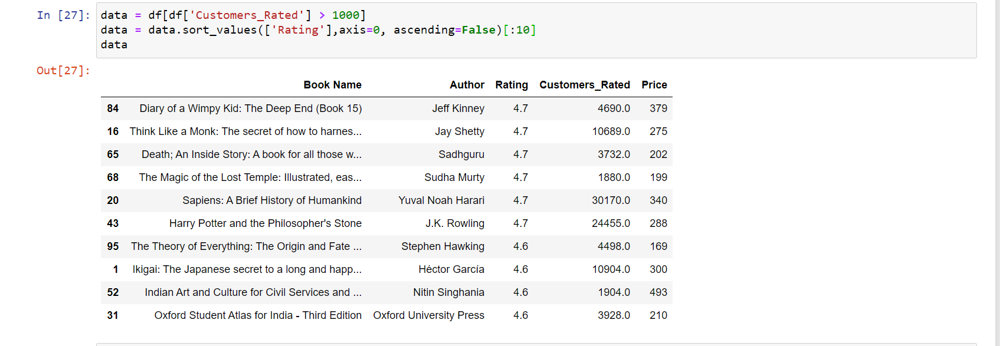 In [27]: data = df[df['Customers_Rated'] > 1000]
data = data.sort_values(['Rating'],axis=0, ascending=False)[:10]
data
Out[27]:
Book Name Author Rating Customers_Rated Price
84 Diary of a Wimpy Kid: The Deep End (Book 15) Jeff Kinney 4.7 4690.0 379
16 Think Like a Monk: The secret of how to harnes... Jay Shetty 4.7 10689.0 275
65 Death; An Inside Story: A book for all those w... Sadhguru 4.7 3732.0 202
68 The Magic of the Lost Temple: Illustrated, eas... Sudha Murty 4.7 1880.0 199
20 Sapiens: A Brief History of Humankind Yuval Noah Harari 4.7 30170.0 340
43 Harry Potter and the Philosopher's Stone J.K. Rowling 4.7 24455.0 288
95 The Theory of Everything: The Origin and Fate ... Stephen Hawking 4.6 4498.0 169
1 Ikigai: The Japanese secret to a long and happ... Héctor García 4.6 10904.0 300
52 Indian Art and Culture for Civil Services and ... Nitin Singhania 4.6 1904.0 493
31 Oxford Student Atlas for India - Third Edition Oxford University Press 4.6 3928.0 210